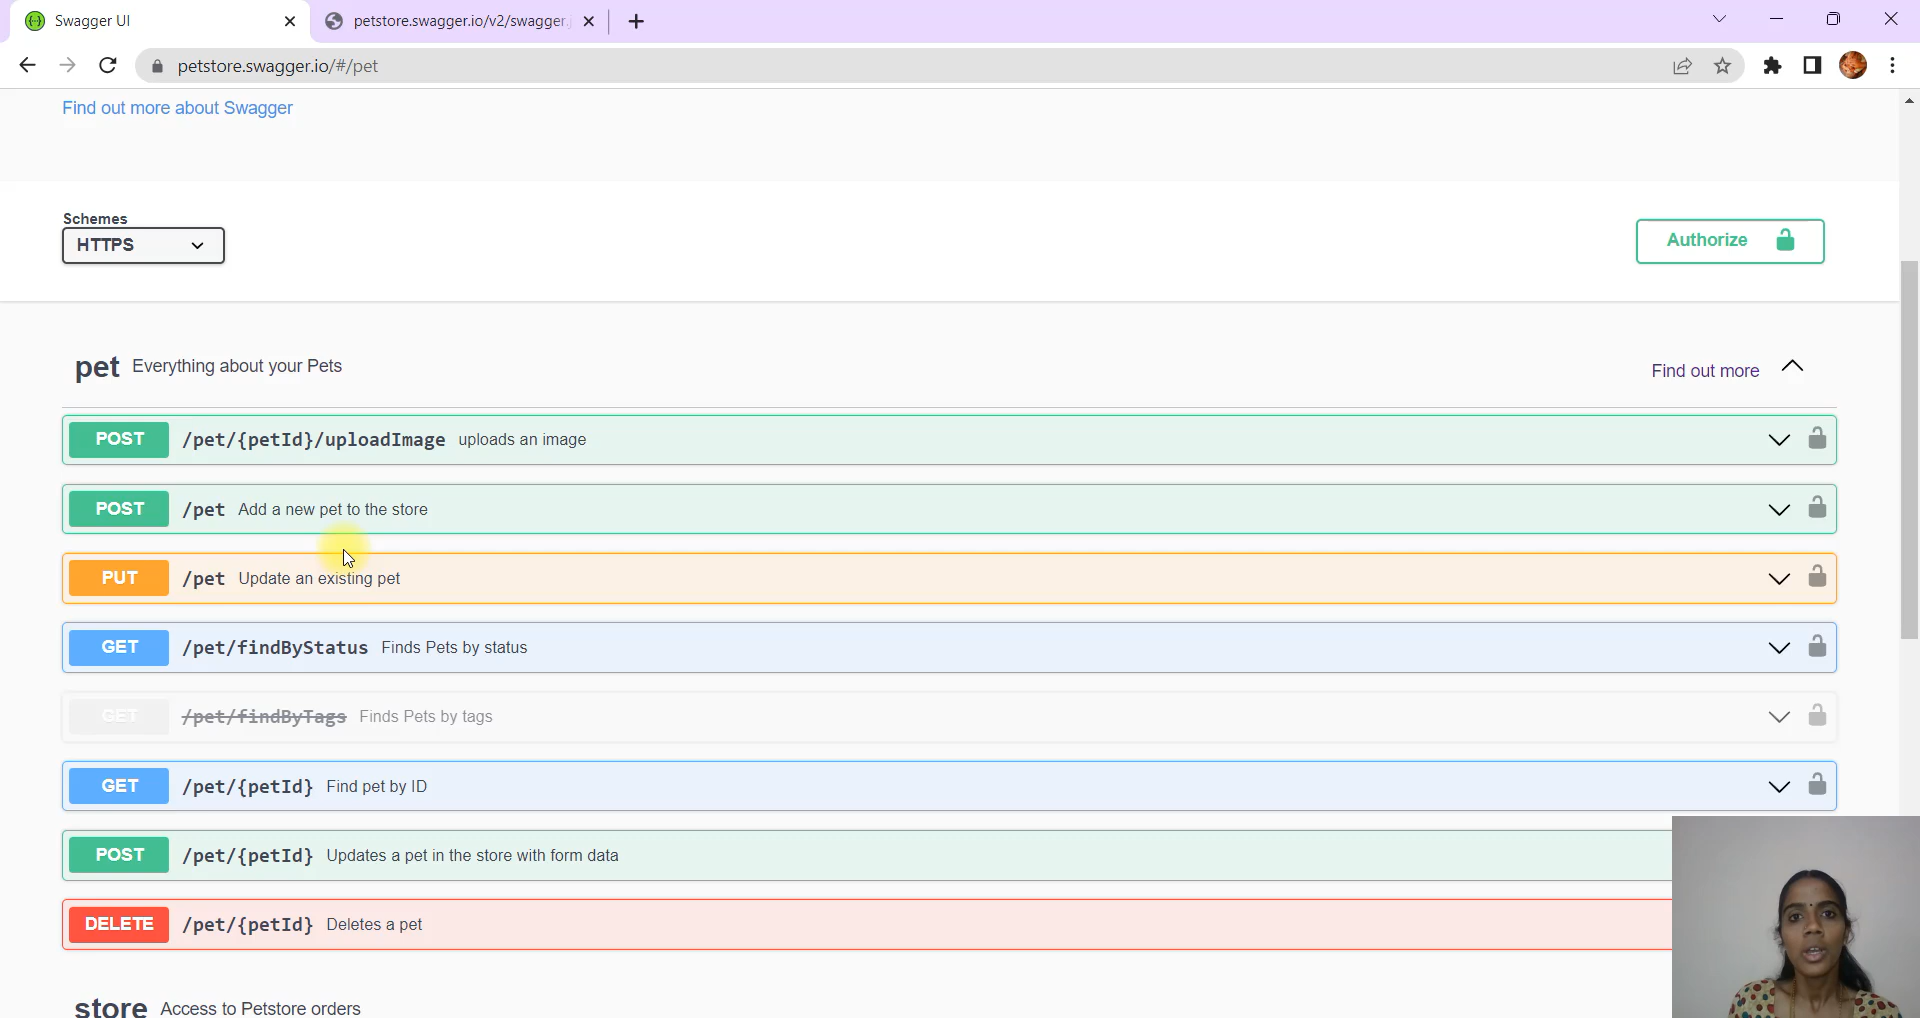 Swagger UI
petstore.swagger.io/v2/swagger.
petstore.swagger.io/#/pet
Find out more about Swagger
Schemes
HTTPS
Authorize
pet Everything about your Pets
Find out more
POST /pet/{petId}/uploadImage uploads an image
POST /pet Add a new pet to the store
PUT /pet Update an existing pet
GET /pet/findByStatus Finds Pets by status
GET /pet/findByTags Finds Pets by tags
GET /pet/{petId} Find pet by ID
POST /pet/{petId} Updates a pet in the store with form data
DELETE /pet/{petId} Deletes a pet
store Access to Petstore orders